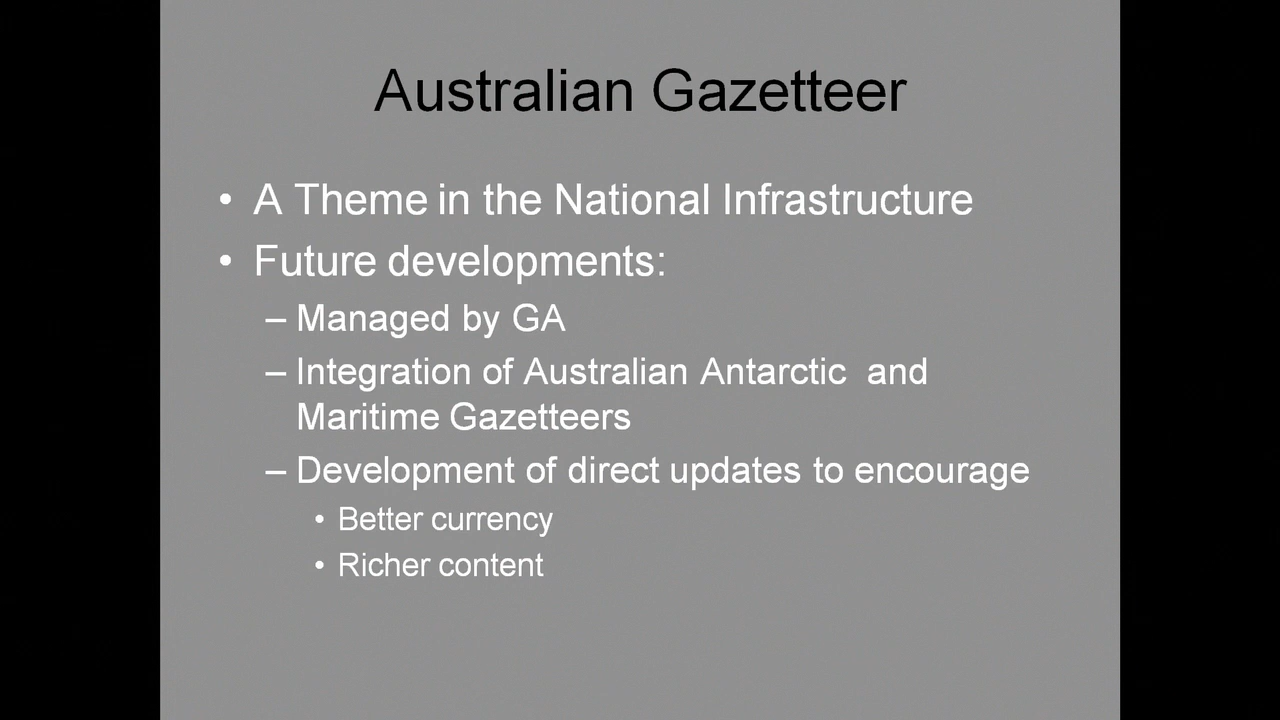 Australian Gazetteer
• A Theme in the National Infrastructure
• Future developments:
– Managed by GA
– Integration of Australian Antarctic and
Maritime Gazetteers
– Development of direct updates to encourage
• Better currency
• Richer content